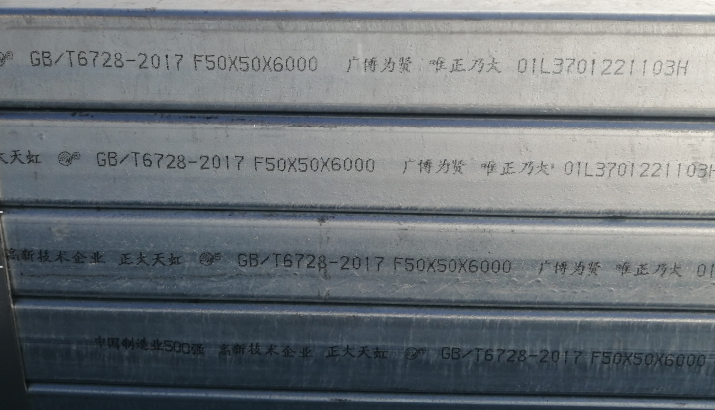 GB/T6728-2017 F50X50X6000 广博为贤 唯正乃大 01L3701221103H
大天虹 GB/T6728-2017 F50X50X6000 广博为贤 唯正乃大 01L3701221103H
高新技术企业 正大天虹 GB/T6728-2017 F50X50X6000 广博为贤 唯正乃大 01
中国制造业500强 高新技术企业 正大天虹 GB/T6728-2017 F50X50X6000